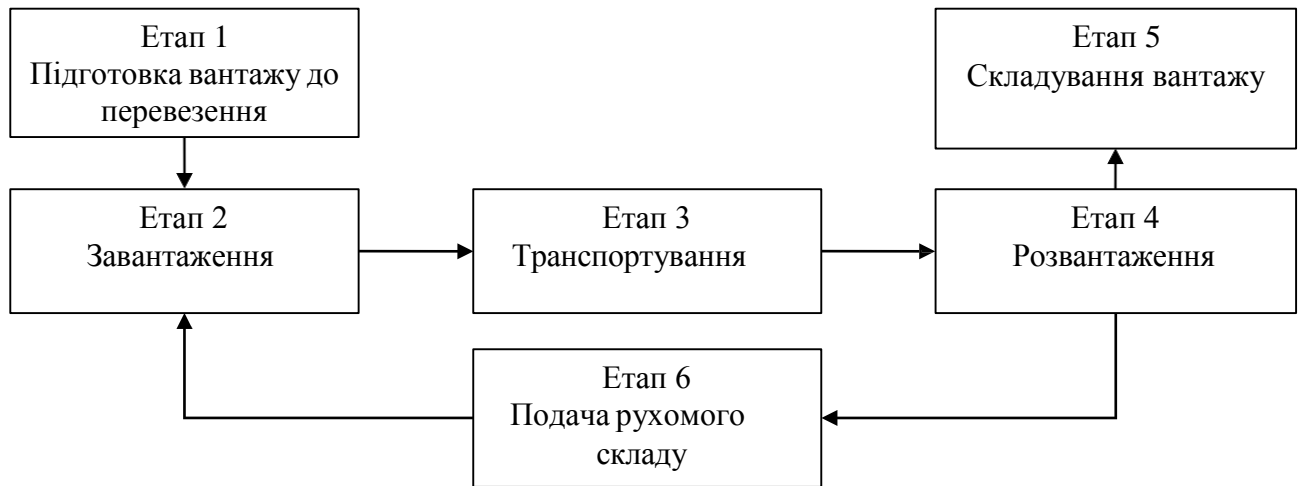 Етап 1
Підготовка вантажу до
перевезення
Етап 5
Складування вантажу
Етап 2
Завантаження
Етап 3
Транспортування
Етап 4
Розвантаження
Етап 6
Подача рухомого
складу